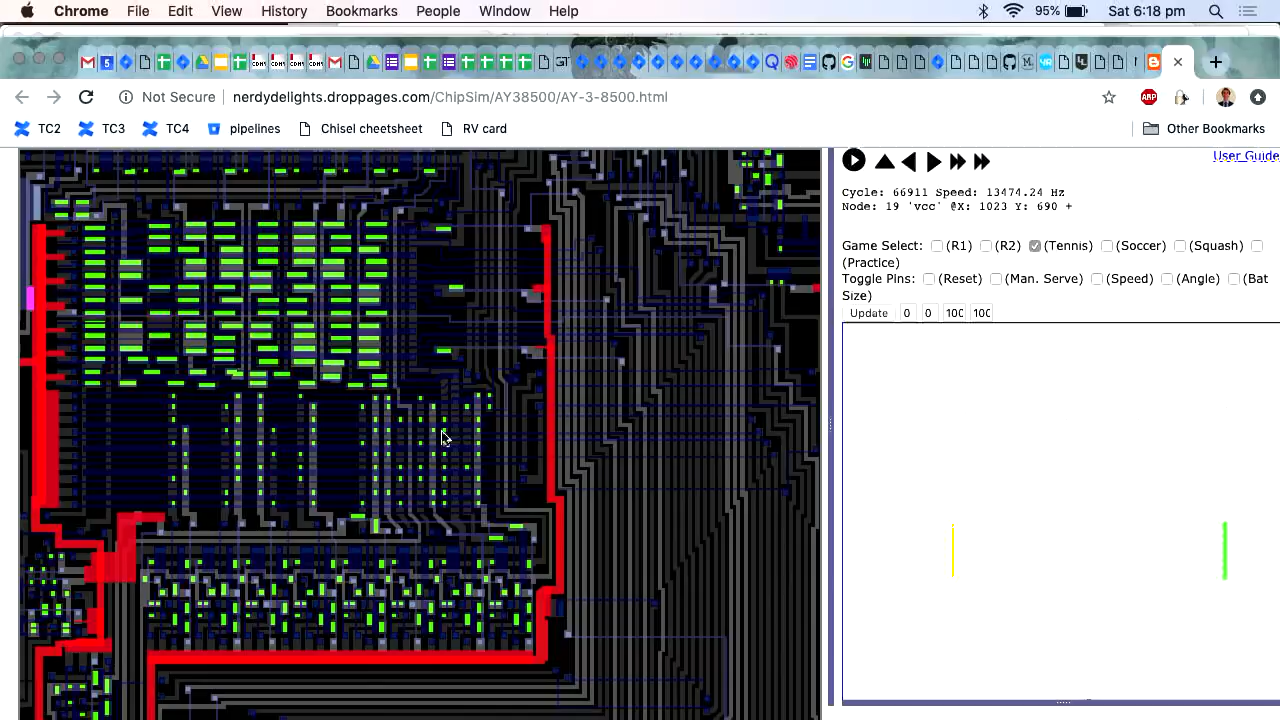 Chrome File Edit View History Bookmarks People Window Help 95% Sat 6:18 pm
Not Secure nerdydelights.droppages.com/ChipSim/AY38500/AY-3-8500.html ABP
TC2 TC3 TC4 pipelines Chisel cheetsheet RV card Other Bookmarks
User Guide
Cycle: 66911 Speed: 13474.24 Hz
Node: 19 'vcc' @X: 1023 Y: 690 +
Game Select: (R1) (R2) (Tennis) (Soccer) (Squash)
(Practice)
Toggle Pins: (Reset) (Man. Serve) (Speed) (Angle) (Bat
Size)
Update 0 0 100 100